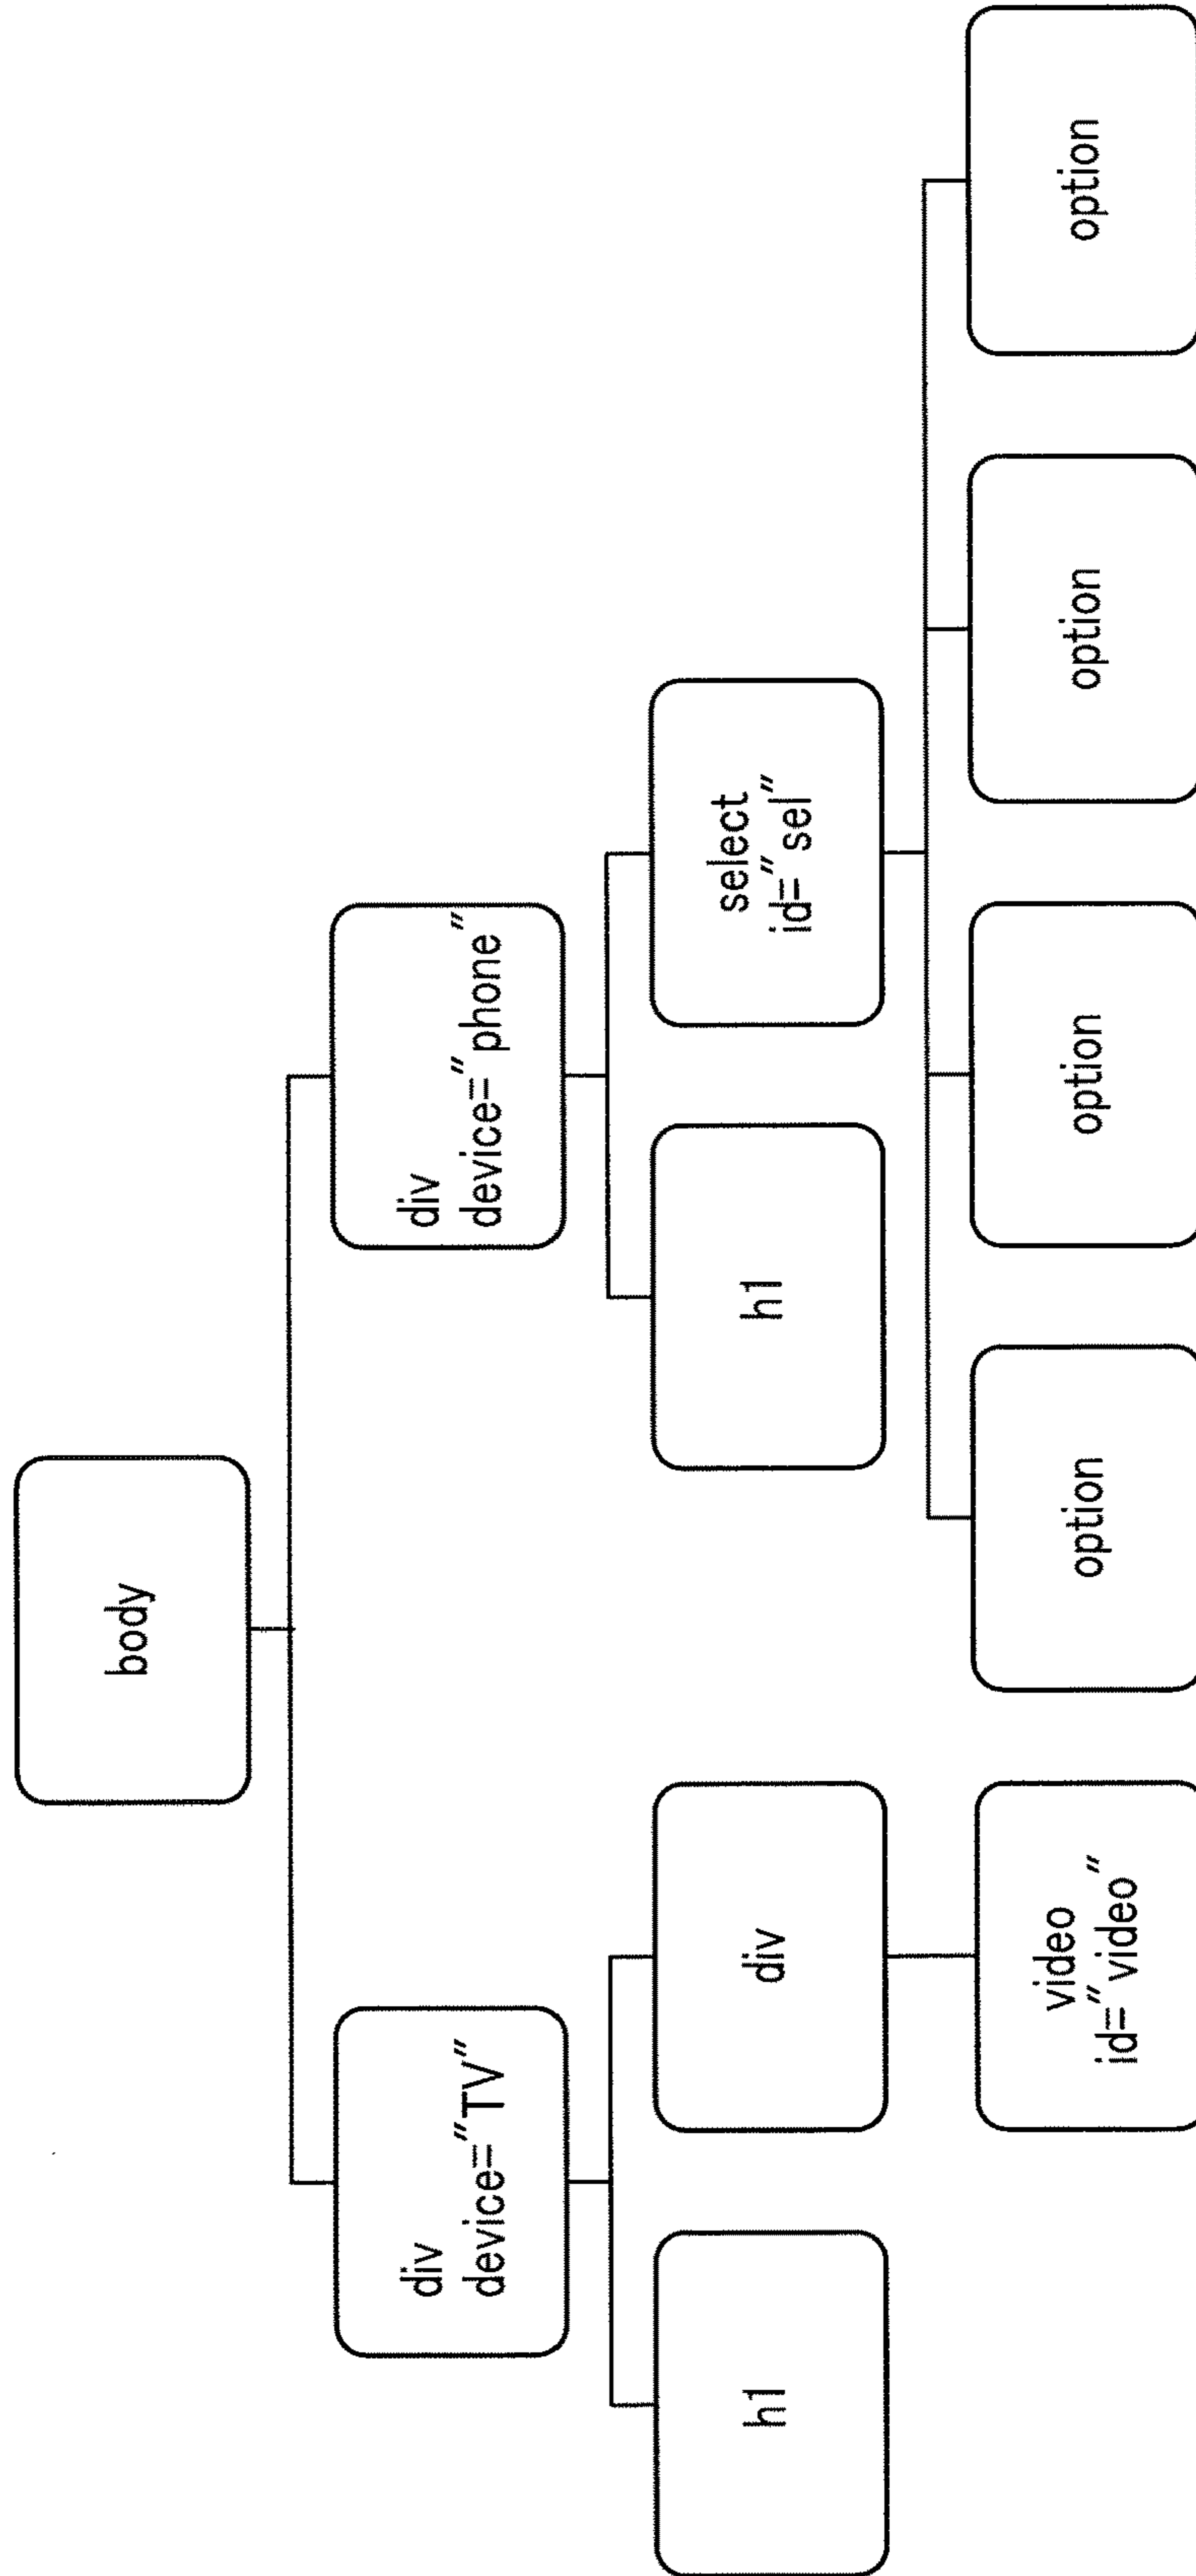 body
div
device="TV"
div
device="phone"
h1
div
h1
select
id="sel"
video
id="video"
option
option
option
option